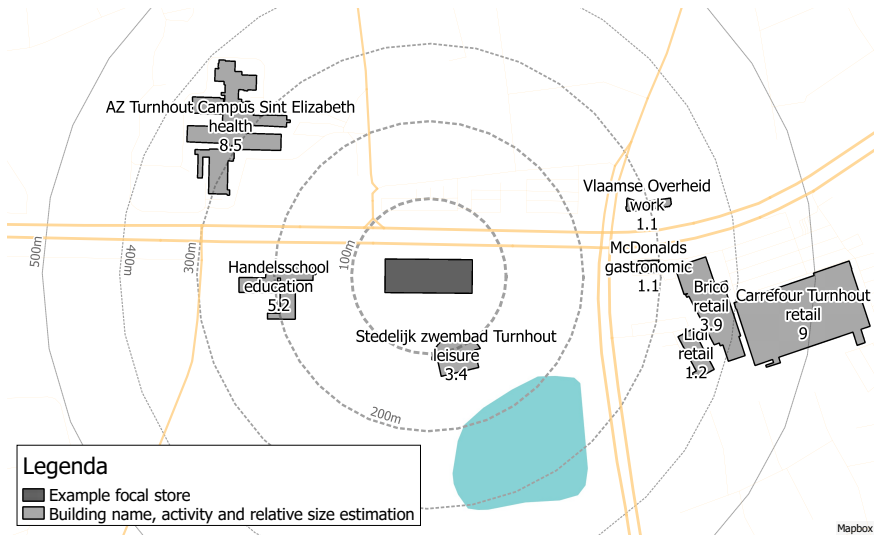 AZ Turnhout Campus Sint Elizabeth
health
8.5
Vlaamse Overheid
work
1.1
McDonalds
gastronomic
1.1
500m
400m
300m
100m
Handelsschool
education
5.2
Brico
retail
3.9
Carrefour Turnhout
retail
9
Lidl
retail
1.2
Stedelijk zwembad Turnhout
leisure
3.4
200m
Legenda
Example focal store
Building name, activity and relative size estimation
Mapbox